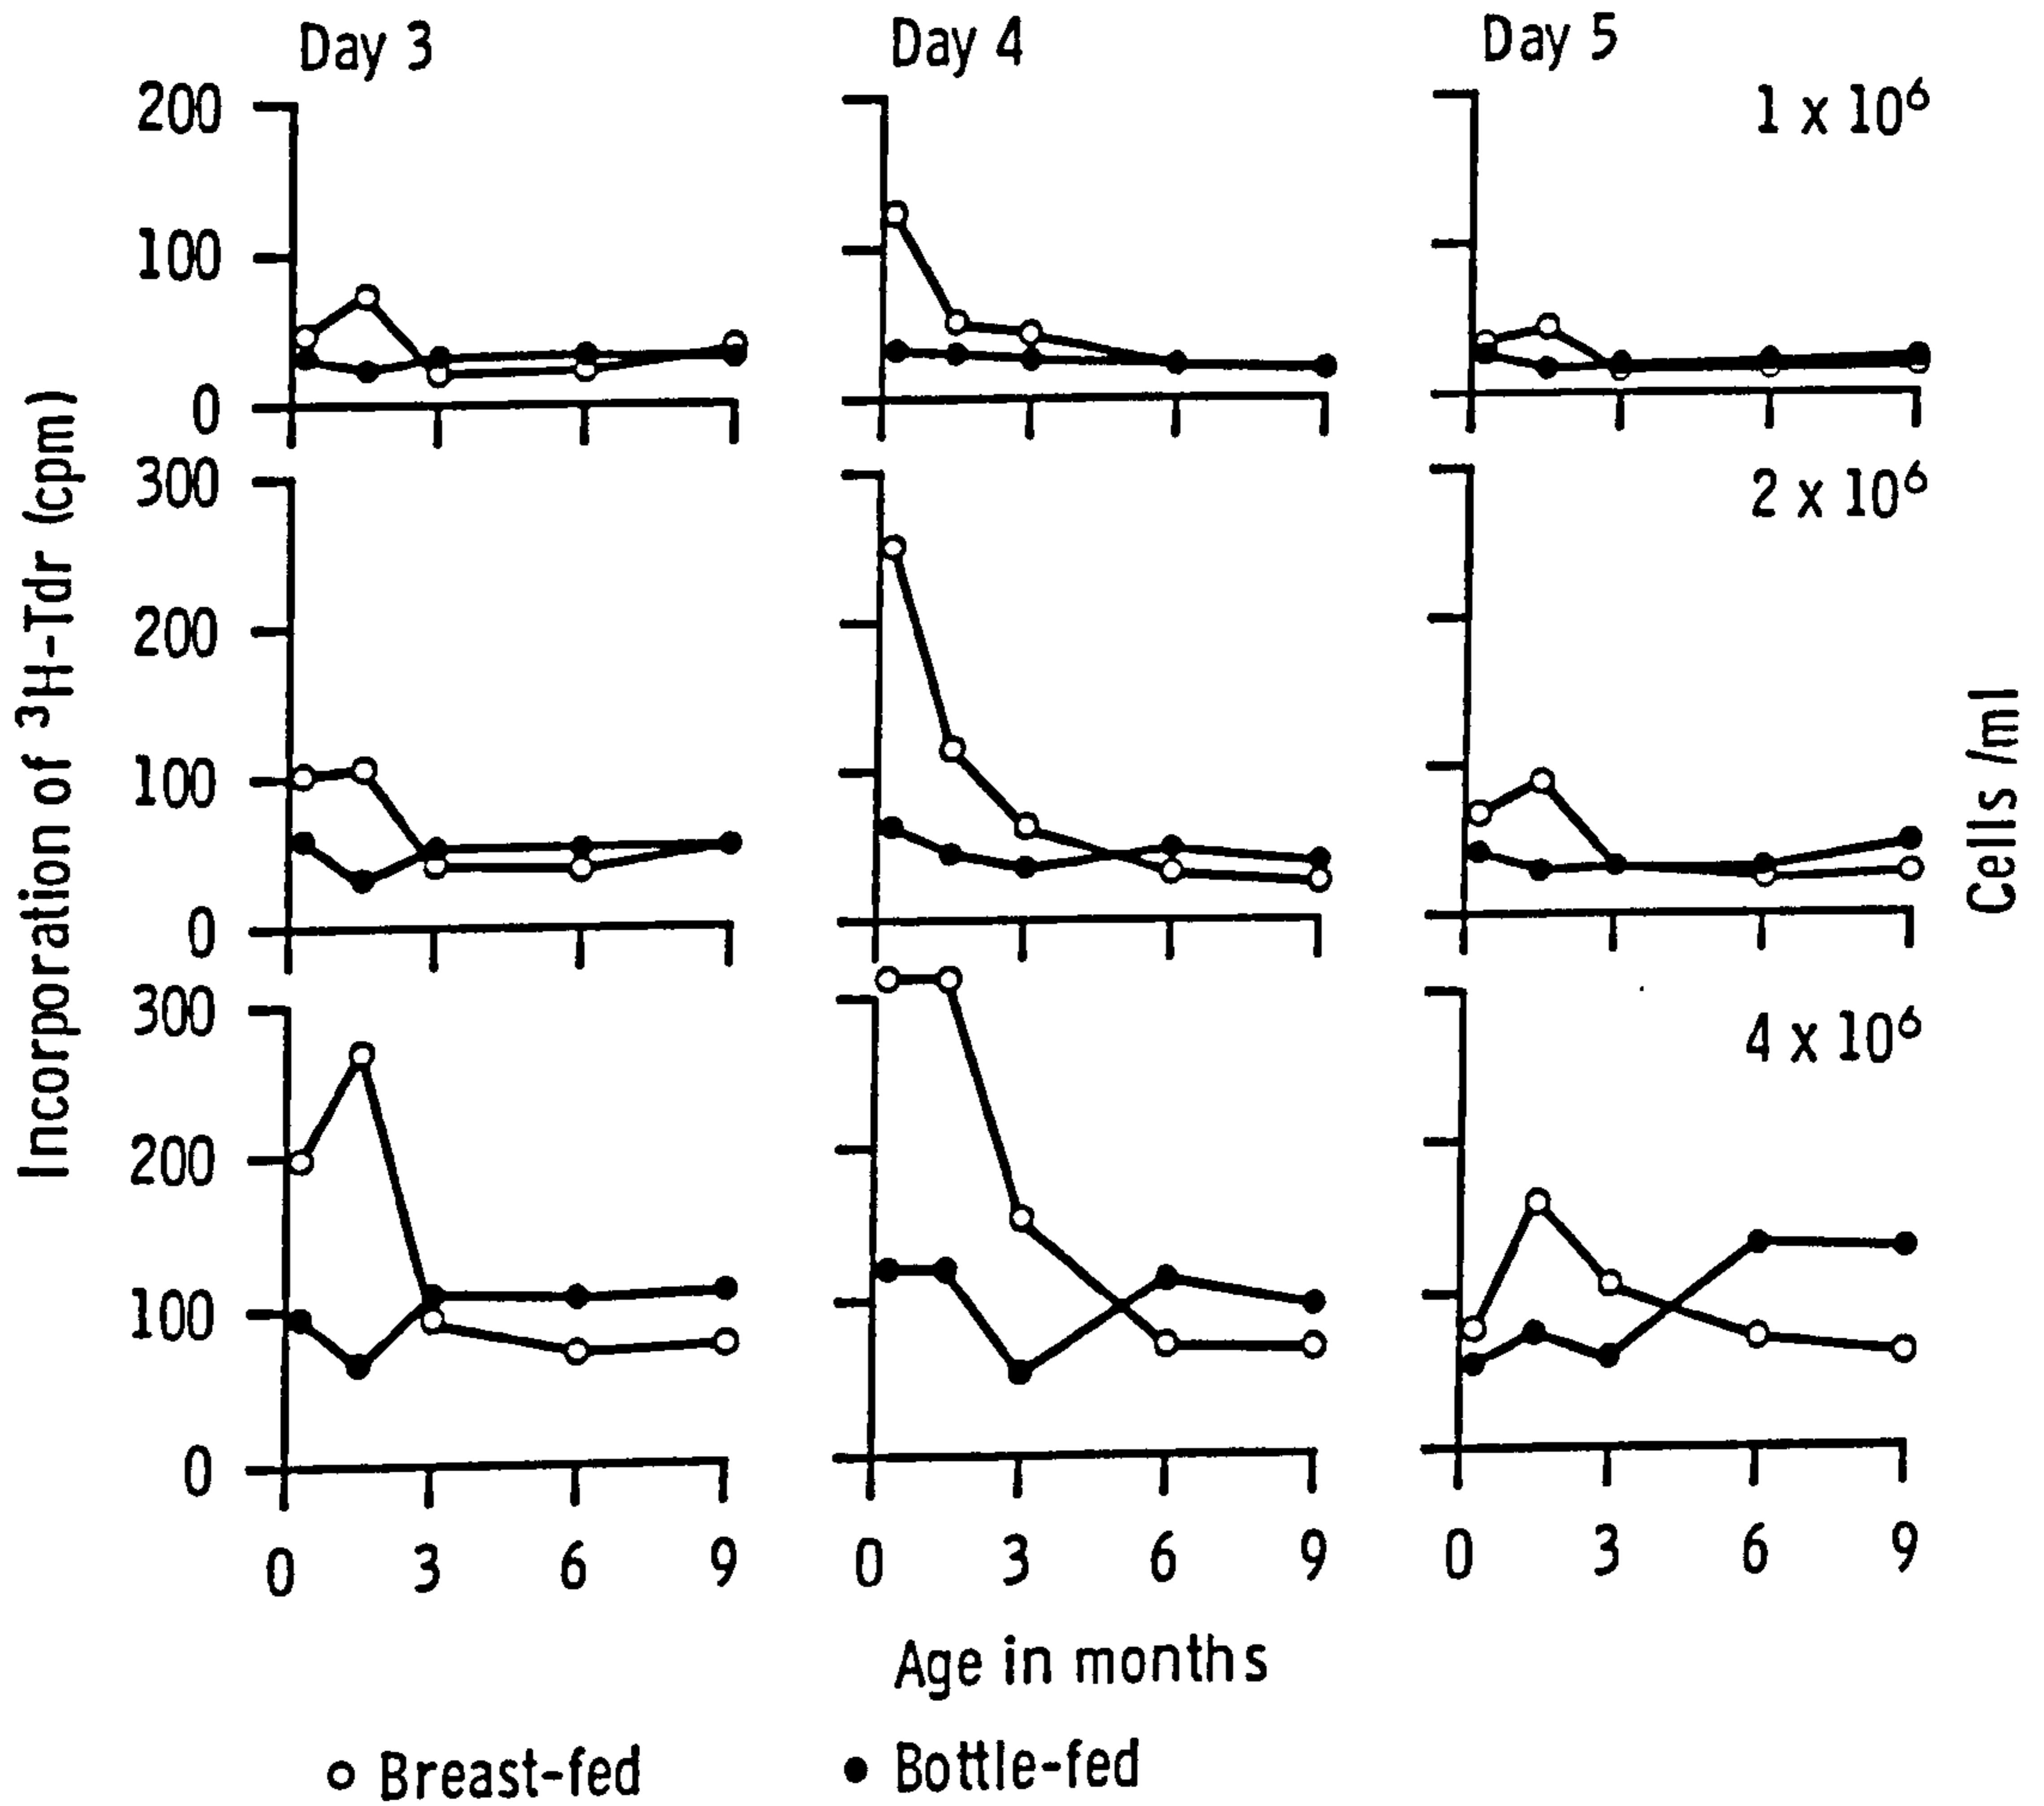 Day 3 Day 4 Day 5
200
1 x 10⁶
100
0
Incorporation of ³H-Tdr (cpm)
300
2 x 10⁶
200
100
0
Cells /ml
300
4 x 10⁶
200
100
0
0 3 6 9 0 3 6 9 0 3 6 9
Age in months
Breast-fed Bottle-fed